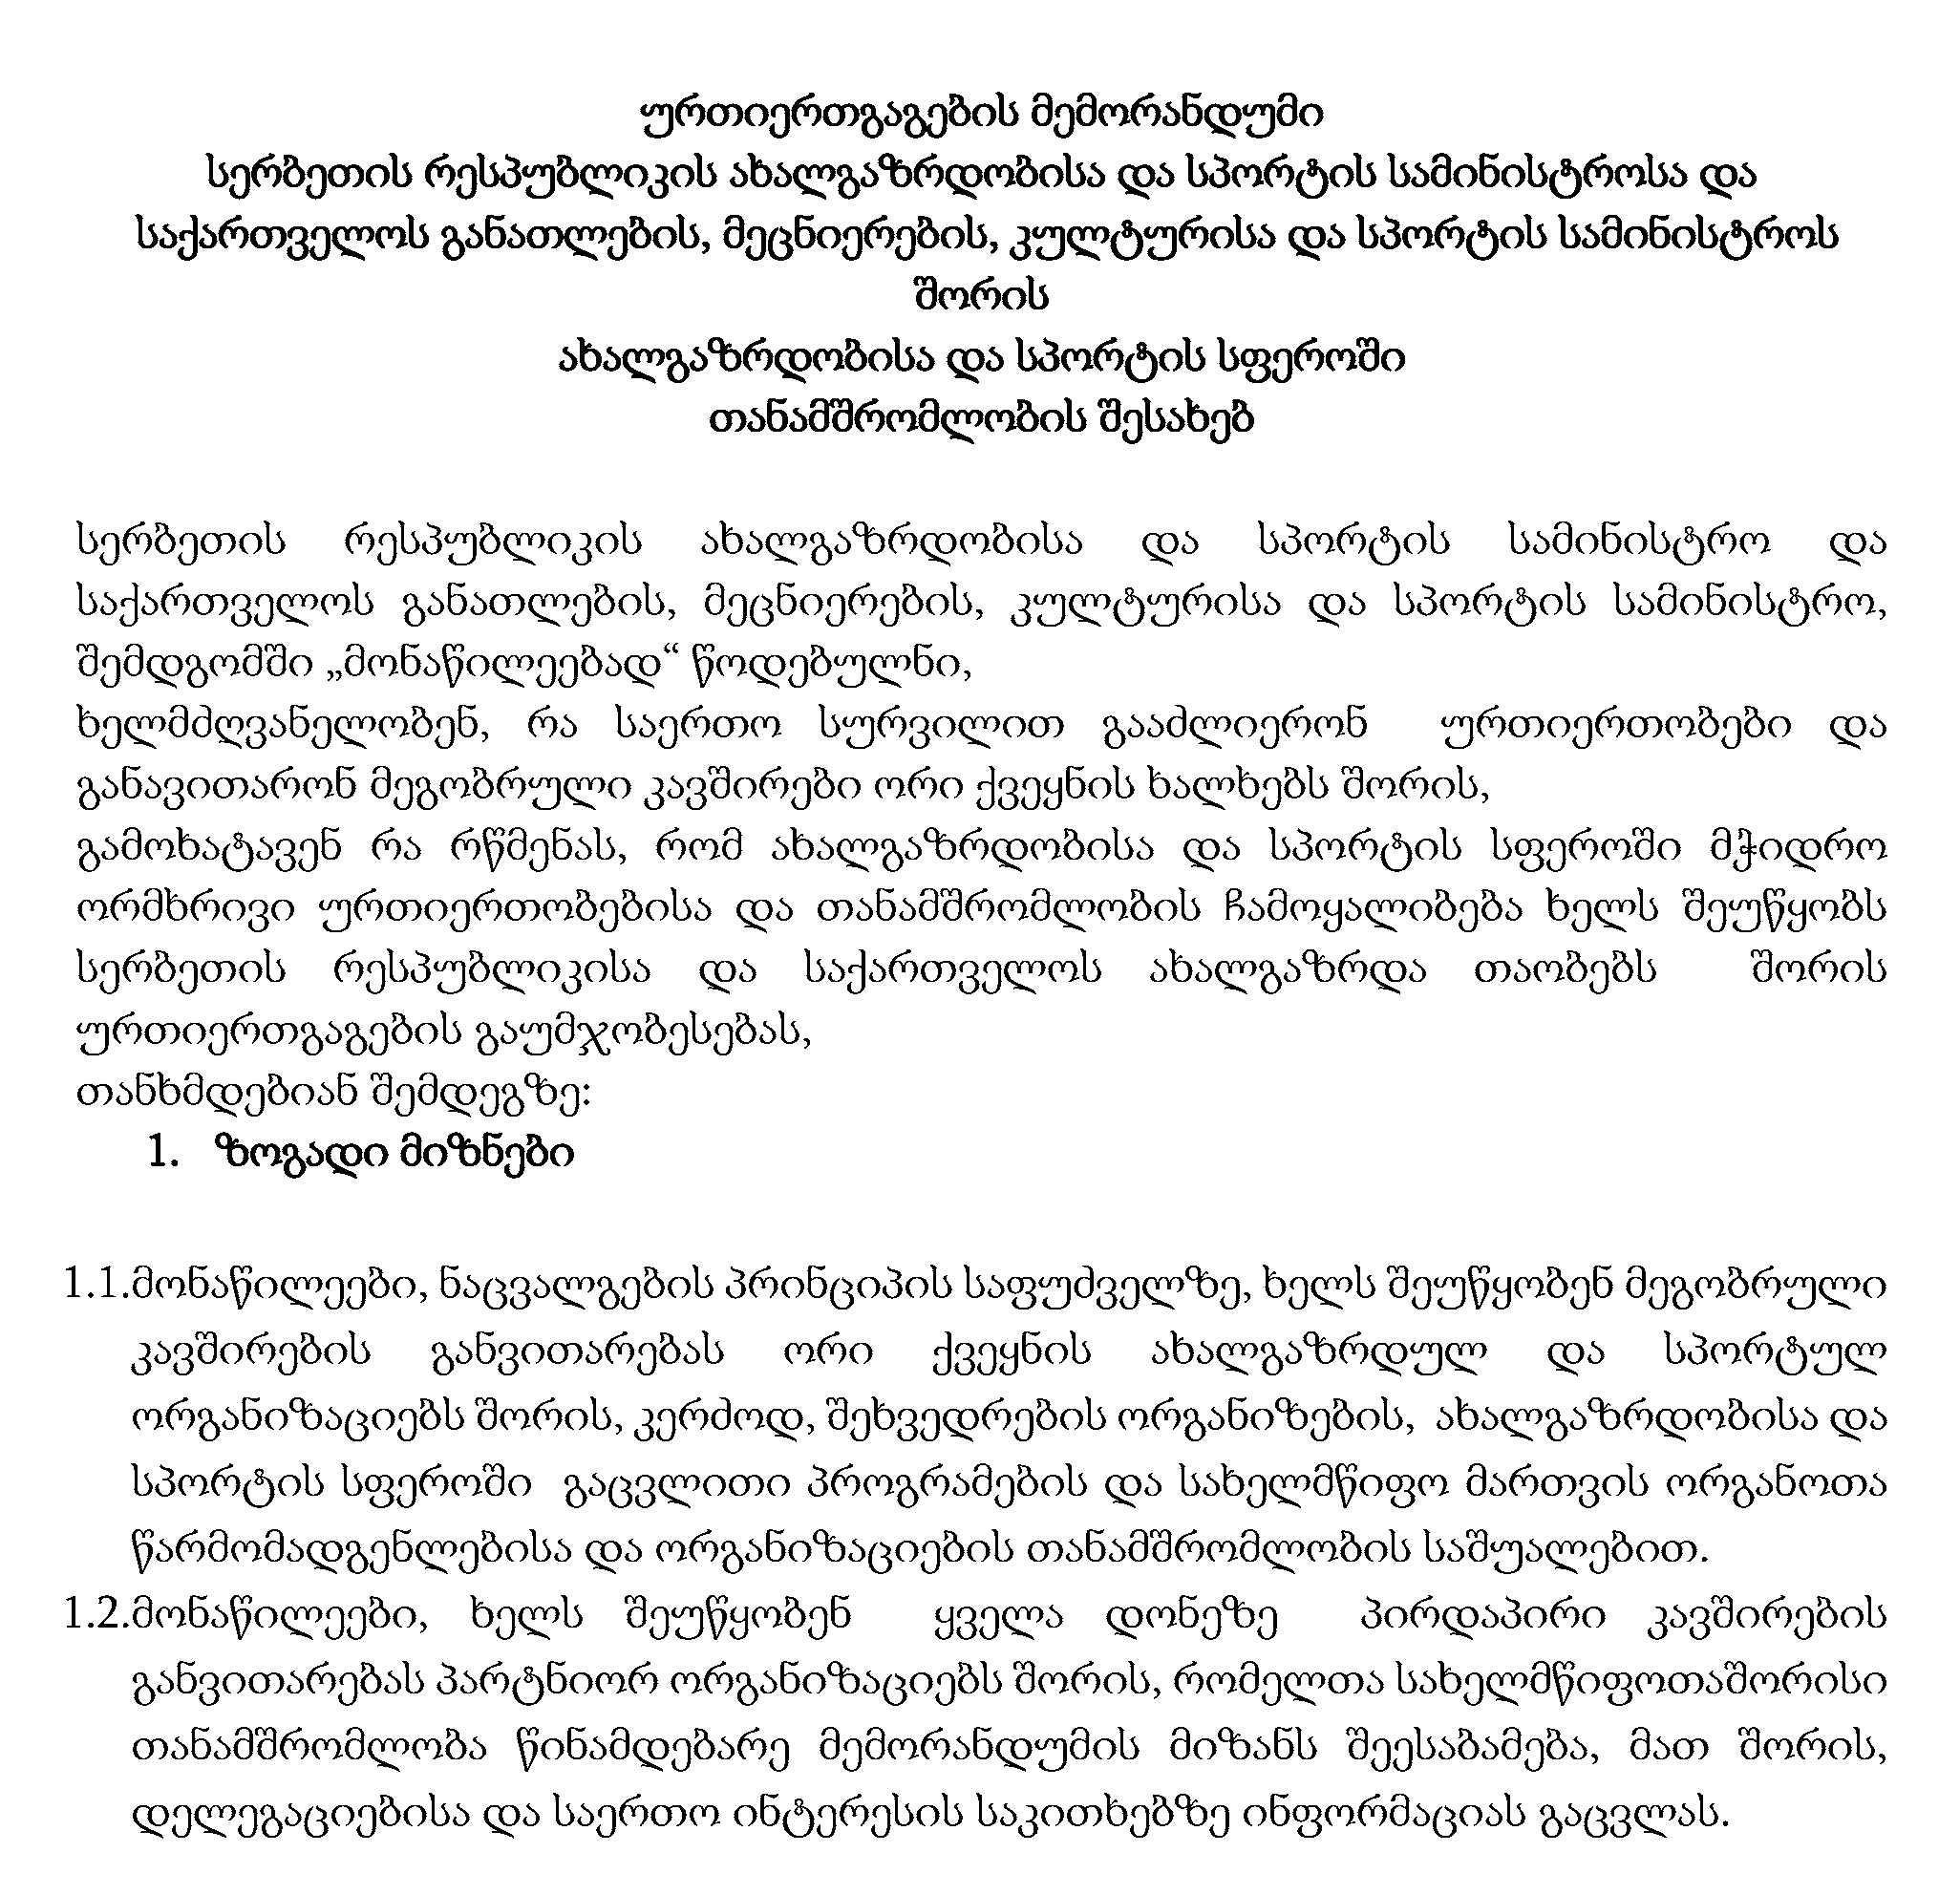 ურთიერთგაგების მემორანდუმი
სერბეთის რესპუბლიკის ახალგაზრდობისა და სპორტის სამინისტროსა და
საქართველოს განათლების, მეცნიერების, კულტურისა და სპორტის სამინისტროს
შორის
ახალგაზრდობისა და სპორტის სფეროში
თანამშრომლობის შესახებ
სერბეთის რესპუბლიკის ახალგაზრდობისა და სპორტის სამინისტრო და
საქართველოს განათლების, მეცნიერების, კულტურისა და სპორტის სამინისტრო,
შემდგომში „მონაწილეებად“ წოდებულნი,
ხელმძღვანელობენ, რა საერთო სურვილით გააძლიერონ ურთიერთობები და
განავითარონ მეგობრული კავშირები ორი ქვეყნის ხალხებს შორის,
გამოხატავენ რა რწმენას, რომ ახალგაზრდობისა და სპორტის სფეროში მჭიდრო
ორმხრივი ურთიერთობებისა და თანამშრომლობის ჩამოყალიბება ხელს შეუწყობს
სერბეთის რესპუბლიკისა და საქართველოს ახალგაზრდა თაობებს შორის
ურთიერთგაგების გაუმჯობესებას,
თანხმდებიან შემდეგზე:
1. ზოგადი მიზნები
1.1.მონაწილეები, ნაცვალგების პრინციპის საფუძველზე, ხელს შეუწყობენ მეგობრული
კავშირების განვითარებას ორი ქვეყნის ახალგაზრდულ და სპორტულ
ორგანიზაციებს შორის, კერძოდ, შეხვედრების ორგანიზების, ახალგაზრდობისა და
სპორტის სფეროში გაცვლითი პროგრამების და სახელმწიფო მართვის ორგანოთა
წარმომადგენლებისა და ორგანიზაციების თანამშრომლობის საშუალებით.
1.2.მონაწილეები, ხელს შეუწყობენ ყველა დონეზე პირდაპირი კავშირების
განვითარებას პარტნიორ ორგანიზაციებს შორის, რომელთა სახელმწიფოთაშორისი
თანამშრომლობა წინამდებარე მემორანდუმის მიზანს შეესაბამება, მათ შორის,
დელეგაციებისა და საერთო ინტერესის საკითხებზე ინფორმაციას გაცვლას.